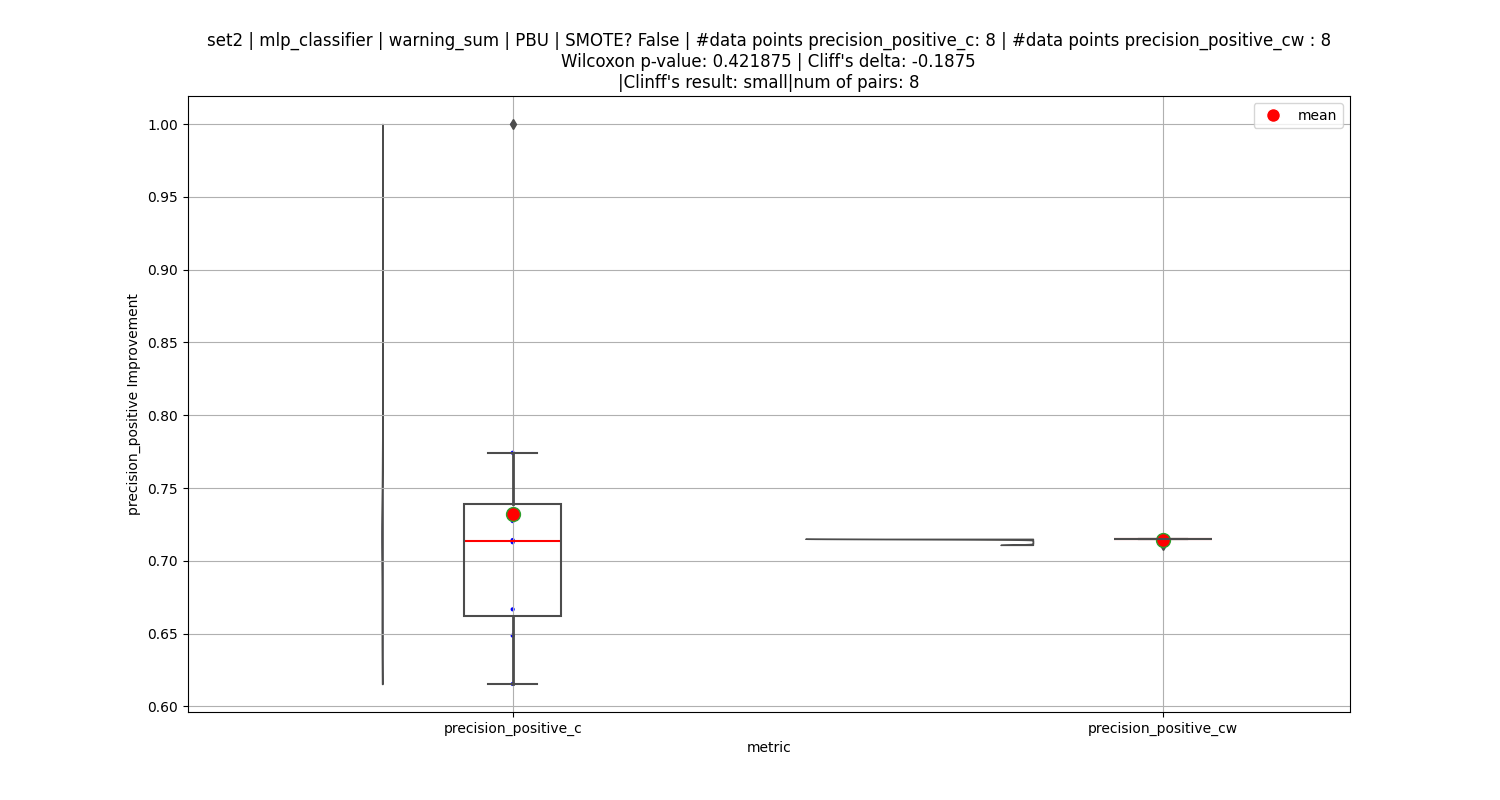 set2 | mlp_classifier | warning_sum | PBU | SMOTE? False | #data points precision_positive_c: 8 | #data points precision_positive_cw : 8
Wilcoxon p-value: 0.421875 | Cliff's delta: -0.1875
|Clinff's result: small|num of pairs: 8
mean
1.00
0.95
0.90
0.85
0.80
0.75
0.70
0.65
0.60
precision_positive Improvement
precision_positive_c
precision_positive_cw
metric